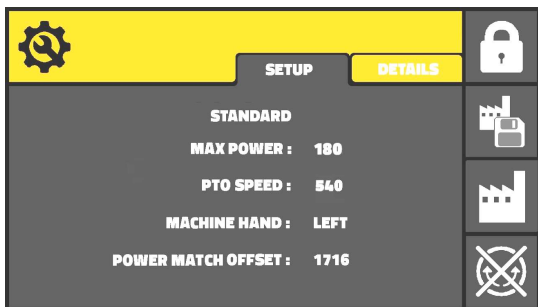 SETUP
DETAILS
STANDARD
MAX POWER : 180
PTO SPEED : 540
MACHINE HAND : LEFT
POWER MATCH OFFSET : 1716